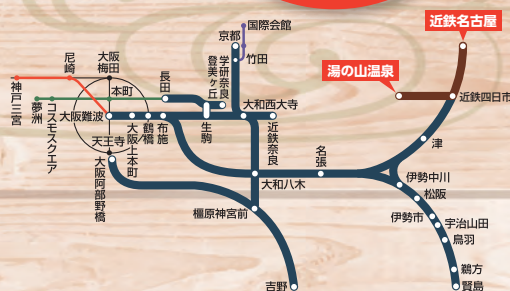 近鉄名古屋
国際会館
京都
竹田
湯の山温泉
近鉄四日市
尼崎
大阪
梅田
本町
長田
登美ヶ丘
学研奈良
神戸三宮
夢洲
コスモスクエア
大阪難波
大和西大寺
天王寺
大阪上本町
鶴橋
布施
生駒
近鉄奈良
津
名張
大阪阿部野橋
大和八木
伊勢中川
松阪
橿原神宮前
伊勢市
宇治山田
鳥羽
鵜方
吉野
賢島